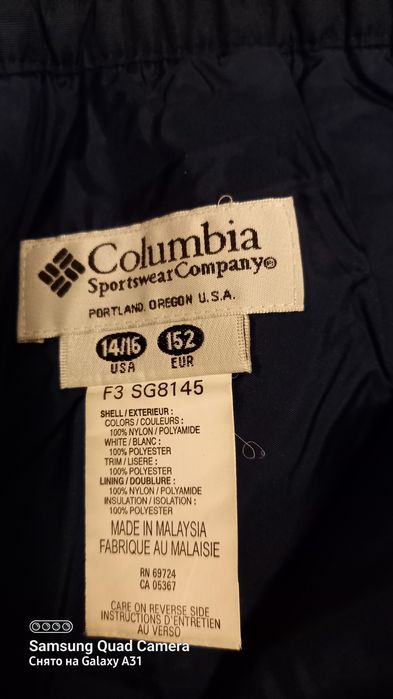 Columbia
Sportswear Company®
PORTLAND, OREGON U.S.A.
14/16 152
USA EUR
F3 SG8145
SHELL / EXTERIEUR :
COLORS / COULEURS :
100% NYLON / POLYAMIDE
WHITE / BLANC :
100% POLYESTER
TRIM / LISERE :
100% POLYESTER
LINING / DOUBLURE :
100% NYLON / POLYAMIDE
INSULATION / ISOLATION :
100% POLYESTER
MADE IN MALAYSIA
FABRIQUE AU MALAISIE
RN 69724
CA 05367
CARE ON REVERSE SIDE
INSTRUCTIONS D'ENTRETIEN
AU VERSO
Samsung Quad Camera
Снято на Galaxy A31